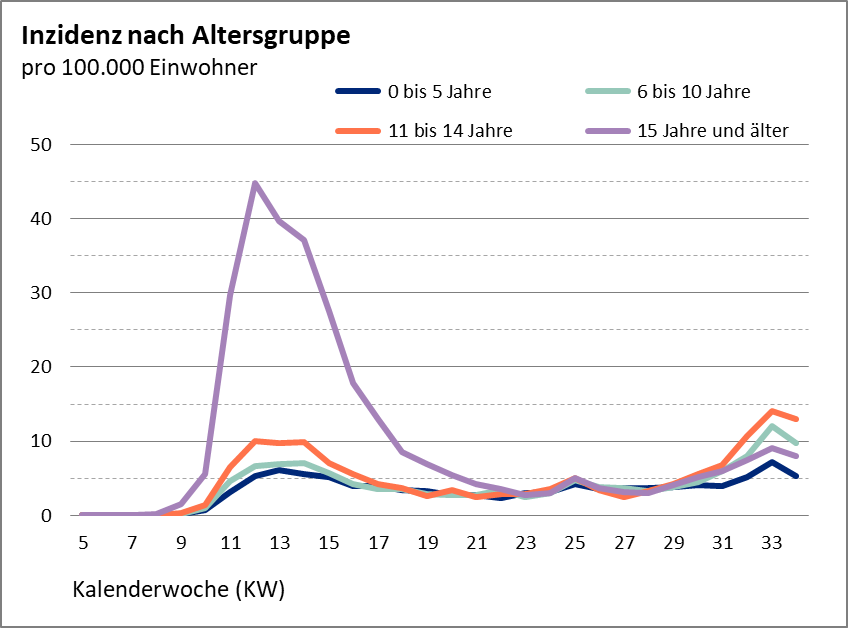 Inzidenz nach Altersgruppe
pro 100.000 Einwohner
0 bis 5 Jahre
6 bis 10 Jahre
11 bis 14 Jahre
15 Jahre und älter
50
40
30
20
10
0
5 7 9 11 13 15 17 19 21 23 25 27 29 31 33
Kalenderwoche (KW)